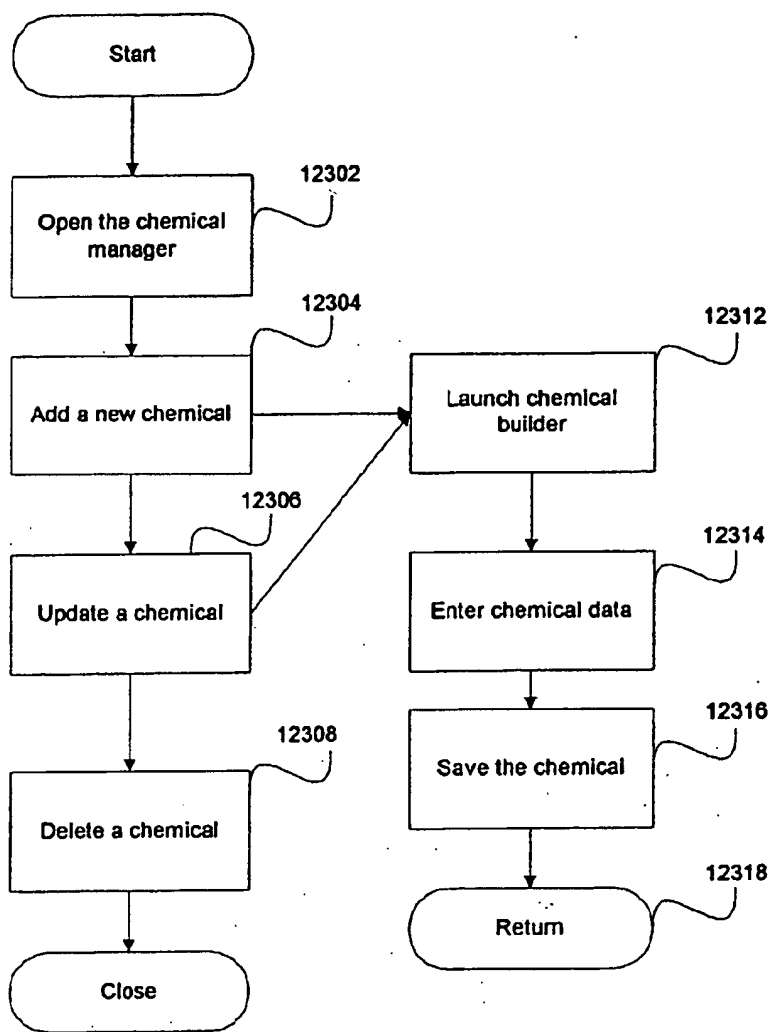 Start
12302
Open the chemical
manager
12304
Add a new chemical
12306
Update a chemical
12308
Delete a chemical
Close
12312
Launch chemical
builder
12314
Enter chemical data
12316
Save the chemical
12318
Return